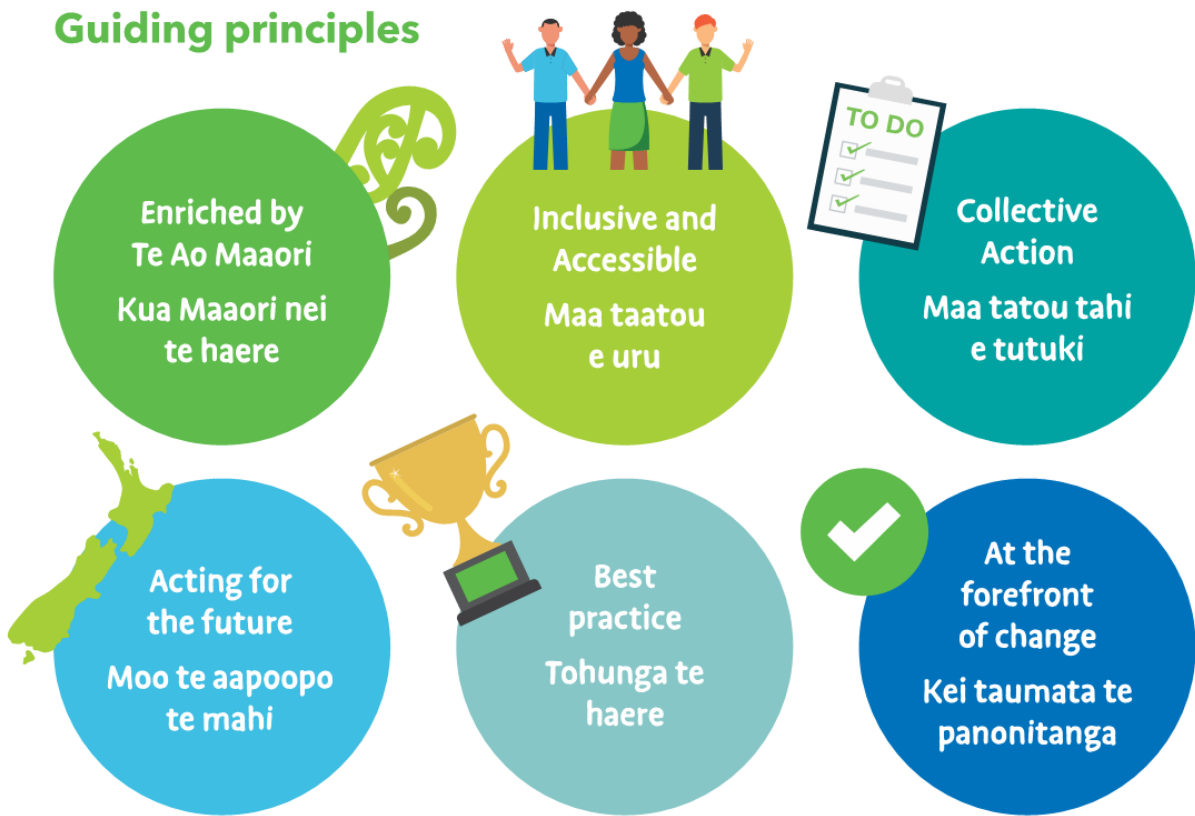 Guiding principles
Enriched by
Te Ao Maaori
Kua Maaori nei
te haere
Inclusive and
Accessible
Maa taatou
e uru
TO DO
Collective
Action
Maa tatou tahi
e tutuki
Acting for
the future
Moo te aapoopo
te mahi
Best
practice
Tohunga te
haere
At the
forefront
of change
Kei taumata te
panonitanga